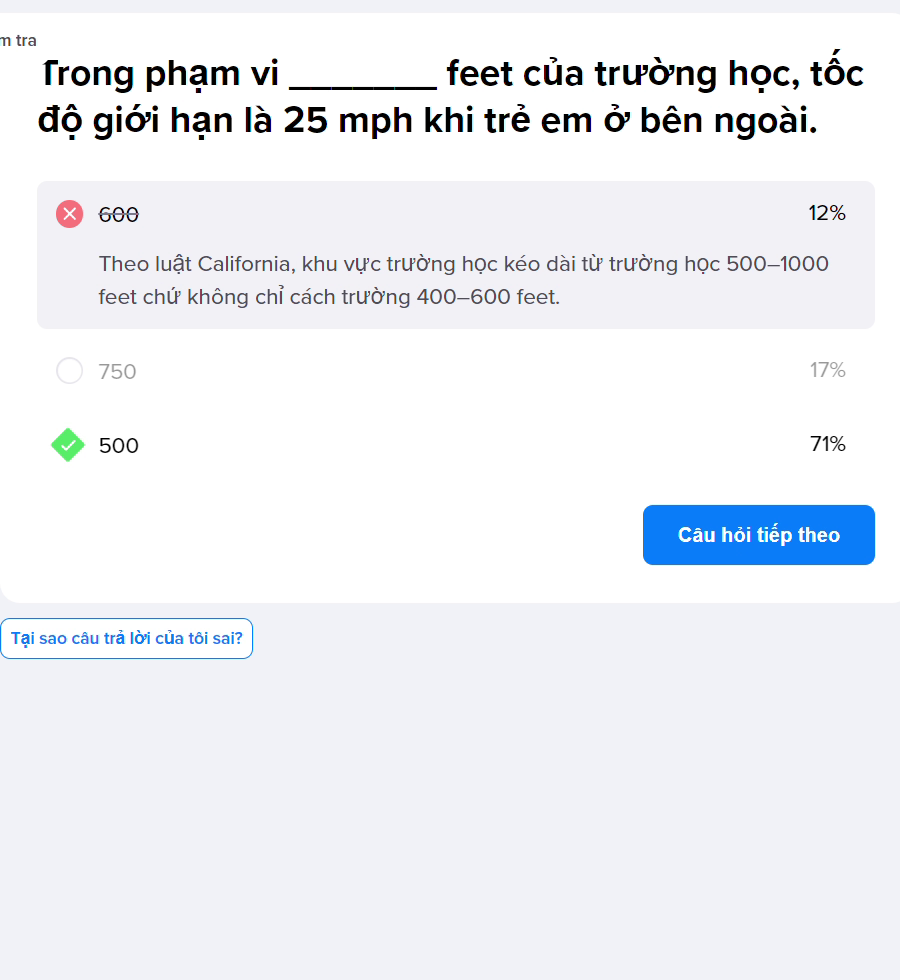 m tra
Trong phạm vi _______ feet của trường học, tốc
độ giới hạn là 25 mph khi trẻ em ở bên ngoài.
600 12%
Theo luật California, khu vực trường học kéo dài từ trường học 500–1000
feet chứ không chỉ cách trường 400–600 feet.
750 17%
500 71%
Câu hỏi tiếp theo
Tại sao câu trả lời của tôi sai?